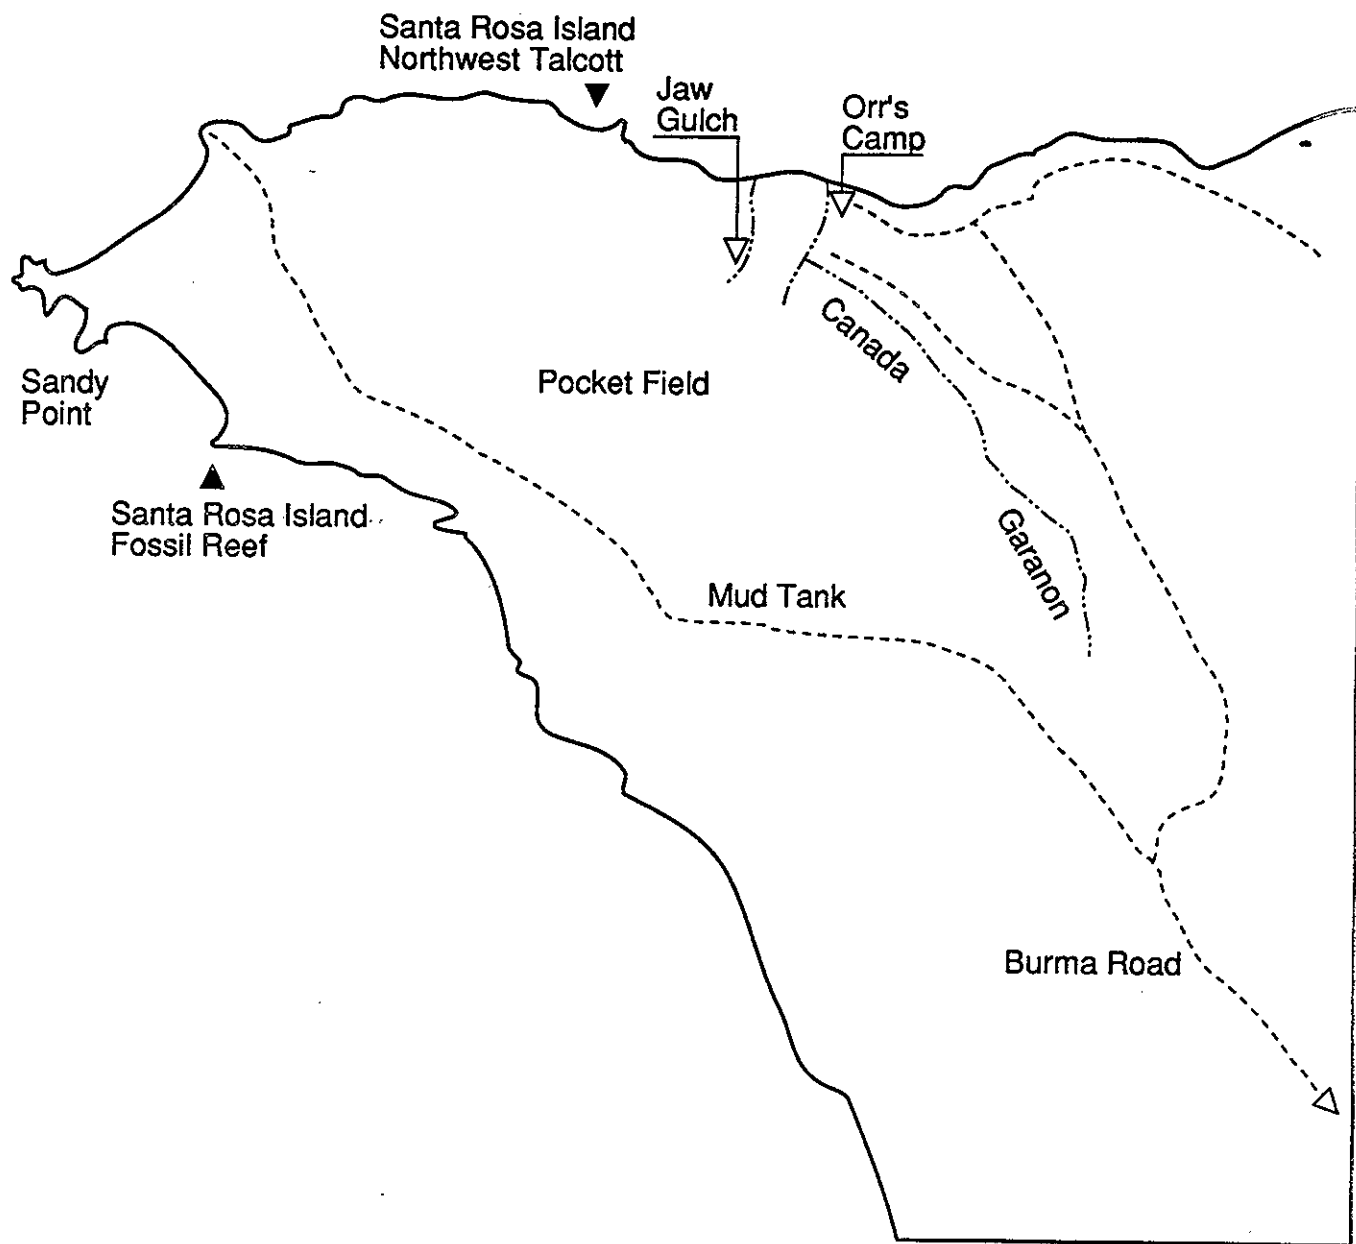 Santa Rosa Island
Northwest Talcott
Jaw
Gulch
Orr's
Camp
Canada
Pocket Field
Sandy
Point
Santa Rosa Island
Fossil Reef
Garanon
Mud Tank
Burma Road